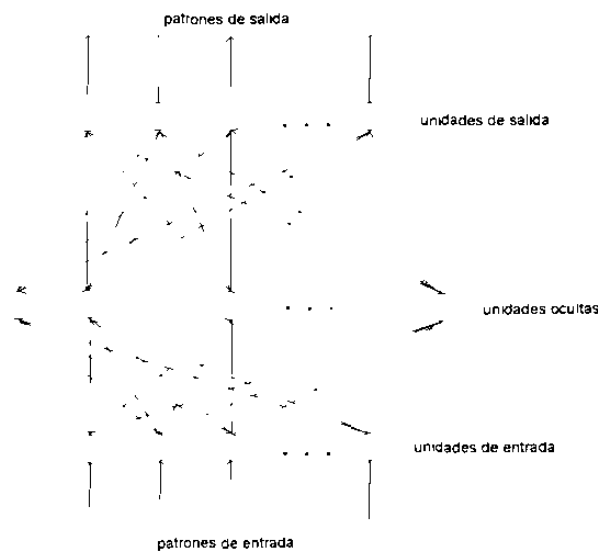 patrones de salida
unidades de salida
unidades ocultas
unidades de entrada
patrones de entrada